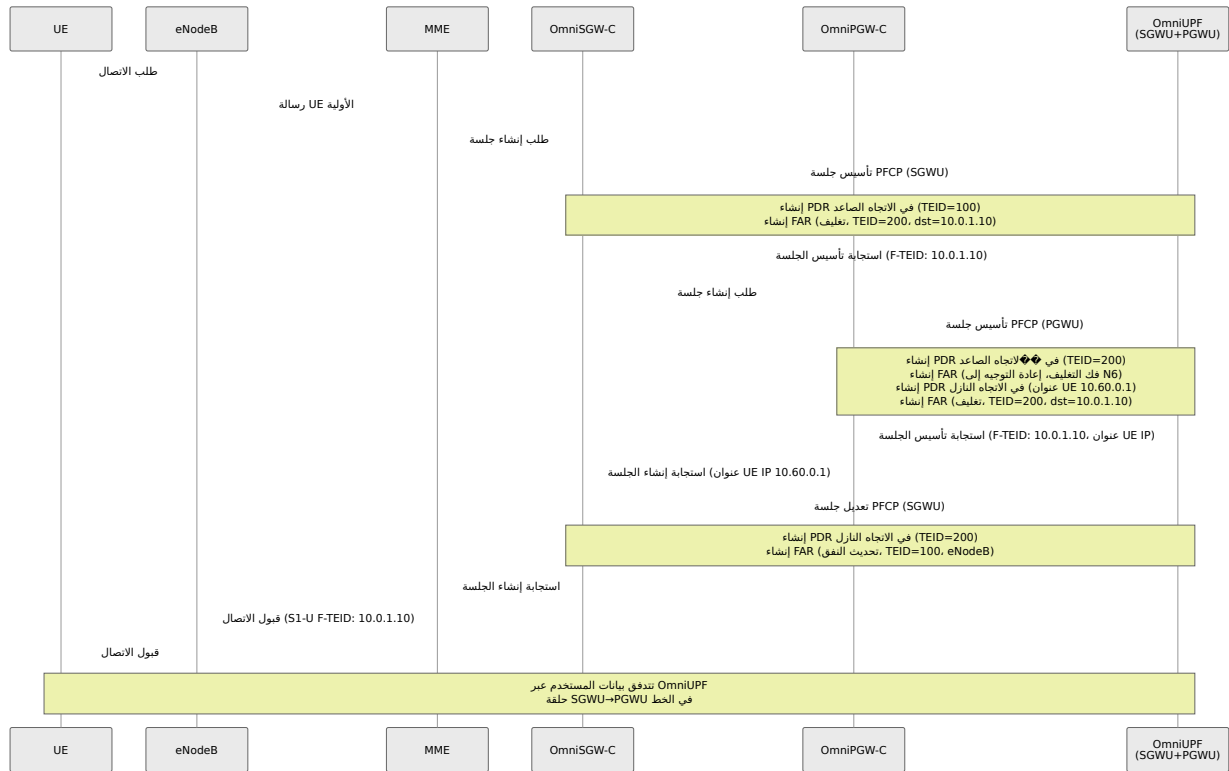 UE
eNodeB
MME
OmniSGW-C
OmniPGW-C
OmniUPF
(SGWU+PGWU)
طلب الاتصال
رسالة UE الأولية
طلب إنشاء جلسة
تأسيس جلسة PFCP (SGWU)
إنشاء PDR في الاتجاه الصاعد (TEID=100)
إنشاء FAR (تغليف، TEID=200، dst=10.0.1.10)
استجابة تأسيس الجلسة (F-TEID: 10.0.1.10)
طلب إنشاء جلسة
تأسيس جلسة PFCP (PGWU)
إنشاء PDR في ��لاتجاه الصاعد (TEID=200)
إنشاء FAR (فك التغليف، إعادة التوجيه إلى N6)
إنشاء PDR في الاتجاه النازل (عنوان UE 10.60.0.1)
إنشاء FAR (تغليف، TEID=200، dst=10.0.1.10)
استجابة تأسيس الجلسة (F-TEID: 10.0.1.10، عنوان UE IP)
استجابة إنشاء الجلسة (عنوان UE IP 10.60.0.1)
تعديل جلسة PFCP (SGWU)
إنشاء PDR في الاتجاه النازل (TEID=200)
إنشاء FAR (تحديث النفق، TEID=100، eNodeB)
استجابة إنشاء الجلسة
قبول الاتصال (S1-U F-TEID: 10.0.1.10)
قبول الاتصال
تتدفق بيانات المستخدم عبر OmniUPF
حلقة SGWU→PGWU في الخط
UE
eNodeB
MME
OmniSGW-C
OmniPGW-C
OmniUPF
(SGWU+PGWU)